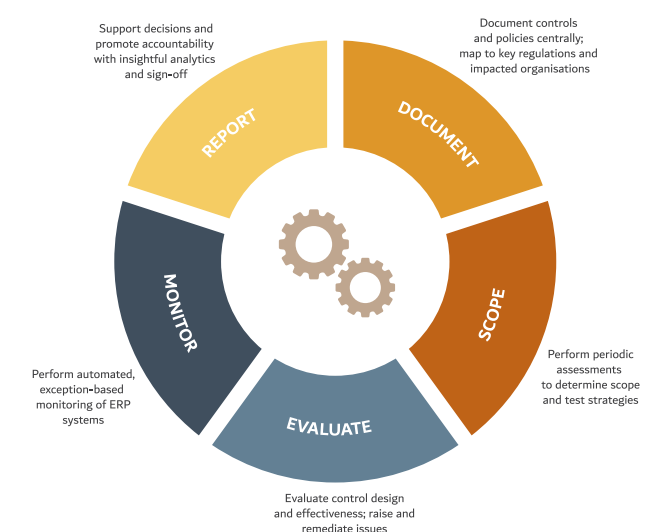 Support decisions and
promote accountability
with insightful analytics
and sign-off
Document controls
and policies centrally;
map to key regulations and
impacted organisations
REPORT
DOCUMENT
MONITOR
SCOPE
Perform periodic
assessments
to determine scope
and test strategies
Perform automated,
exception-based
monitoring of ERP
systems
EVALUATE
Evaluate control design
and effectiveness; raise and
remediate issues